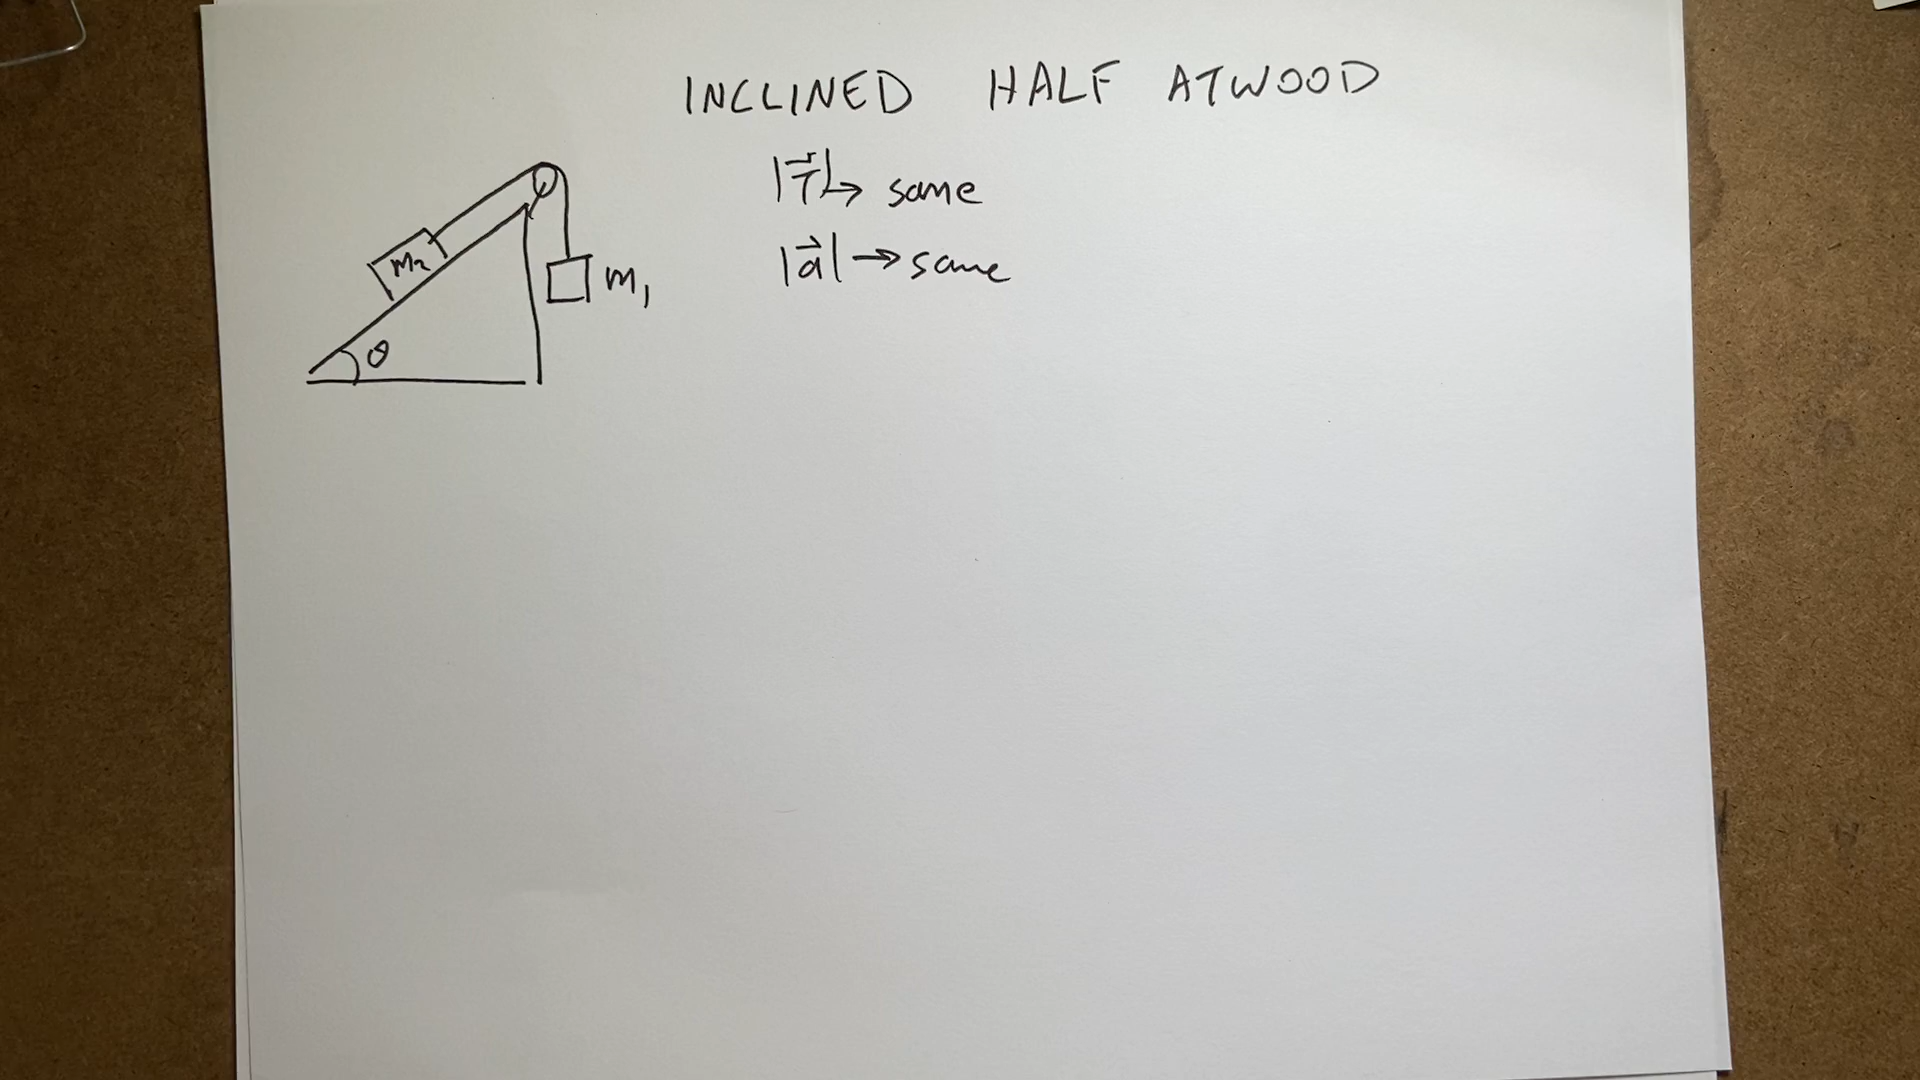 INCLINED HALF ATWOOD
|T⃗|→ same
|a⃗| → same
m₂
m₁
θ